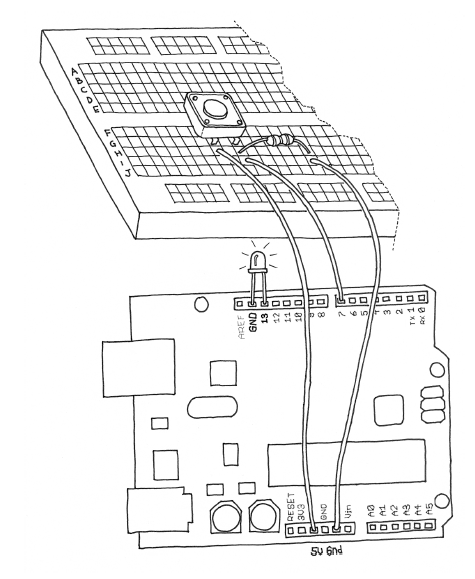 A
B
C
D
E
F
G
H
I
J
AREF
GND
13
12
11
10
9
8
7
6
5
4
3
2
TX 1
RX 0
RESET
3V3
GND
Vin
A0
A1
A2
A3
A4
A5
5V Gnd